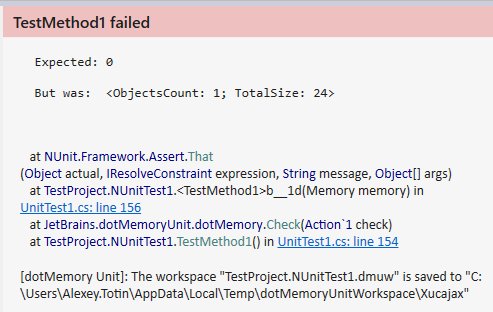 TestMethod1 failed
Expected: 0
But was:  <ObjectsCount: 1; TotalSize: 24>
at NUnit.Framework.Assert.That
(Object actual, IResolveConstraint expression, String message, Object[] args)
at TestProject.NUnitTest1.<TestMethod1>b__1d(Memory memory) in
UnitTest1.cs: line 156
at JetBrains.dotMemoryUnit.dotMemory.Check(Action`1 check)
at TestProject.NUnitTest1.TestMethod1() in UnitTest1.cs: line 154
[dotMemory Unit]: The workspace "TestProject.NUnitTest1.dmuw" is saved to "C:
\Users\Alexey.Totin\AppData\Local\Temp\dotMemoryUnitWorkspace\Xucajax"